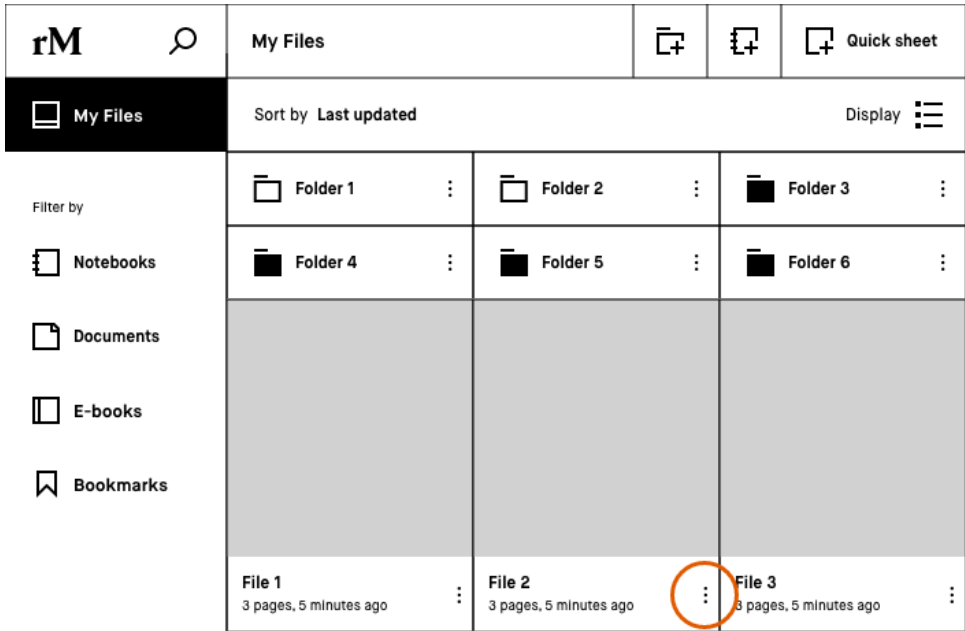 rM
My Files
Quick sheet
My Files
Sort by Last updated
Display
Filter by
Notebooks
Documents
E-books
Bookmarks
Folder 1
Folder 2
Folder 3
Folder 4
Folder 5
Folder 6
File 1
3 pages, 5 minutes ago
File 2
3 pages, 5 minutes ago
File 3
3 pages, 5 minutes ago